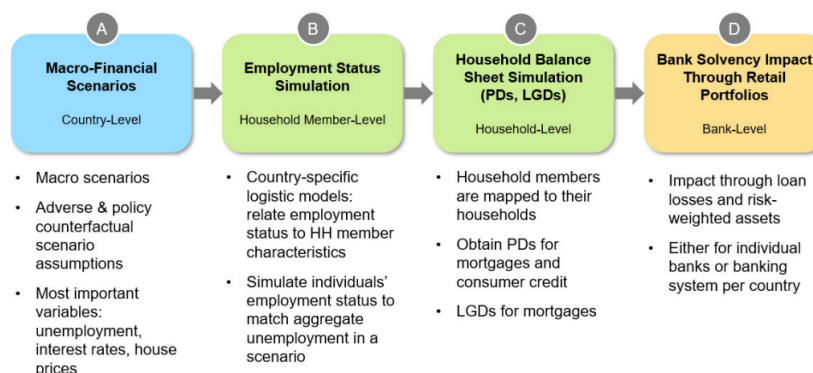 A
Macro-Financial
Scenarios
Country-Level
• Macro scenarios
• Adverse & policy
counterfactual
scenario
assumptions
• Most important
variables:
unemployment,
interest rates, house
prices
B
Employment Status
Simulation
Household Member-Level
• Country-specific
logistic models:
relate employment
status to HH member
characteristics
• Simulate individuals'
employment status to
match aggregate
unemployment in a
scenario
C
Household Balance
Sheet Simulation
(PDs, LGDs)
Household-Level
• Household members
are mapped to their
households
• Obtain PDs for
mortgages and
consumer credit
• LGDs for mortgages
D
Bank Solvency Impact
Through Retail
Portfolios
Bank-Level
• Impact through loan
losses and risk-
weighted assets
• Either for individual
banks or banking
system per country